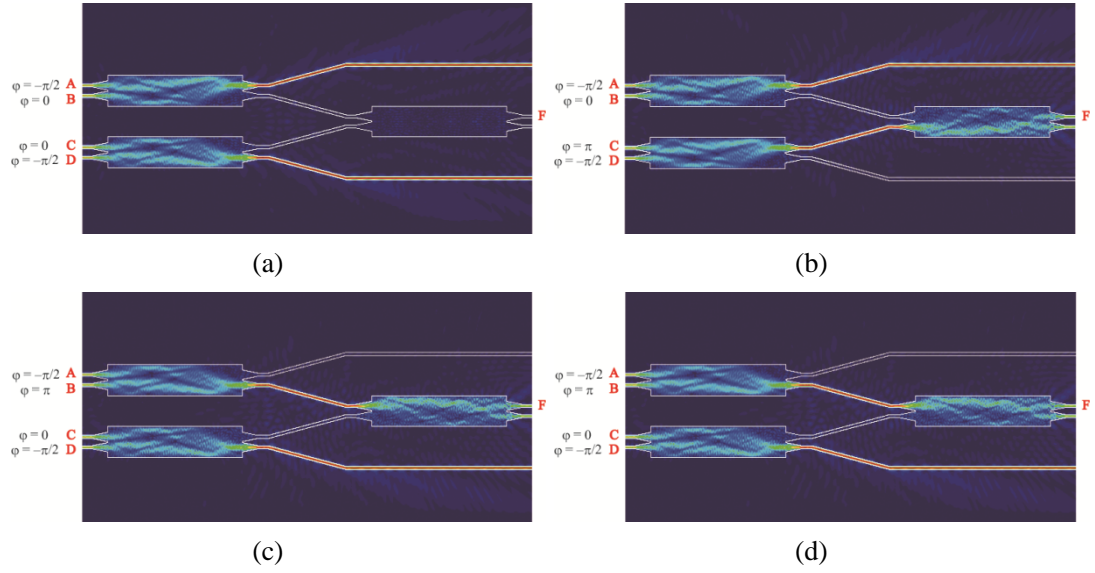 φ = −π/2 A
φ = 0 B
F
φ = 0 C
φ = −π/2 D
(a)
φ = −π/2 A
φ = 0 B
F
φ = π C
φ = −π/2 D
(b)
φ = −π/2 A
φ = π B
F
φ = 0 C
φ = −π/2 D
(c)
φ = −π/2 A
φ = π B
F
φ = 0 C
φ = −π/2 D
(d)